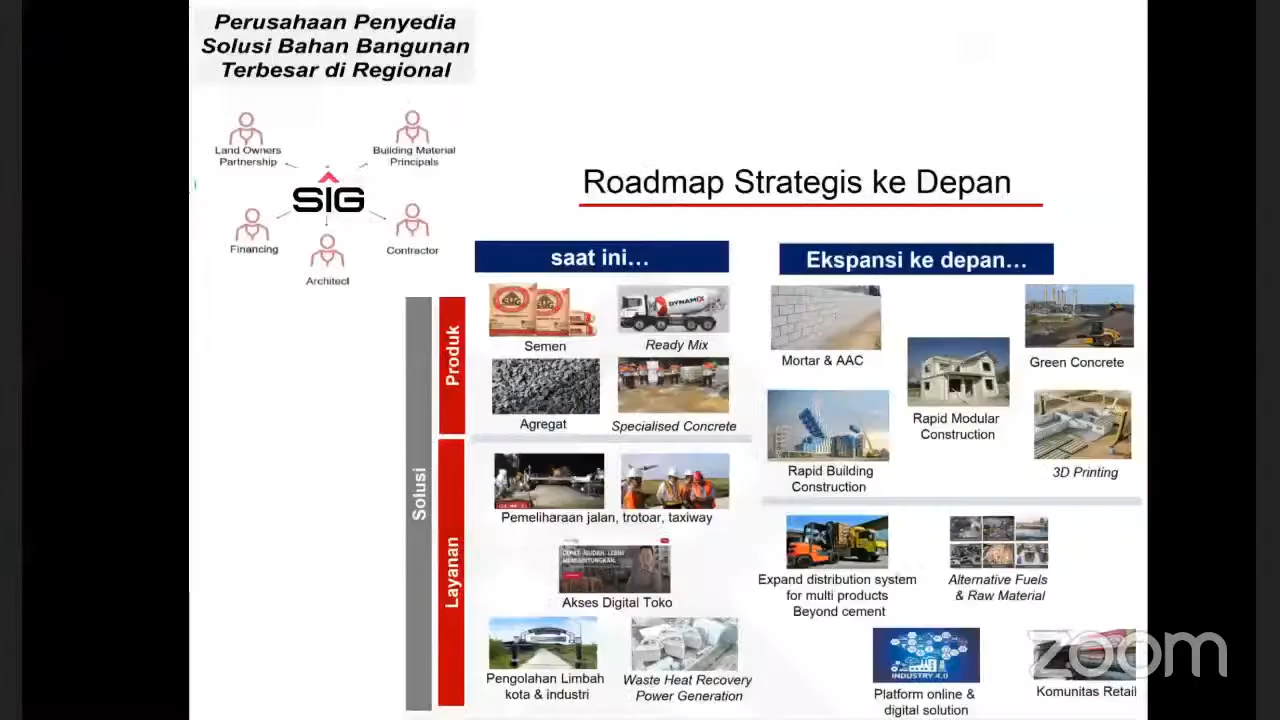 Perusahaan Penyedia
Solusi Bahan Bangunan
Terbesar di Regional
Land Owners
Partnership
Building Material
Principals
SIG
Financing
Architect
Contractor
Roadmap Strategis ke Depan
saat ini...
Ekspansi ke depan...
Solusi
Produk
Semen
DYNAMIX
Ready Mix
Agregat
Specialised Concrete
Mortar & AAC
Green Concrete
Rapid Modular
Construction
Rapid Building
Construction
3D Printing
Layanan
Pemeliharaan jalan, trotoar, taxiway
Akses Digital Toko
Pengolahan Limbah
kota & industri
Waste Heat Recovery
Power Generation
Expand distribution system
for multi products
Beyond cement
Alternative Fuels
& Raw Material
INDUSTRY 4.0
Platform online &
digital solution
Komunitas Retail
zoom